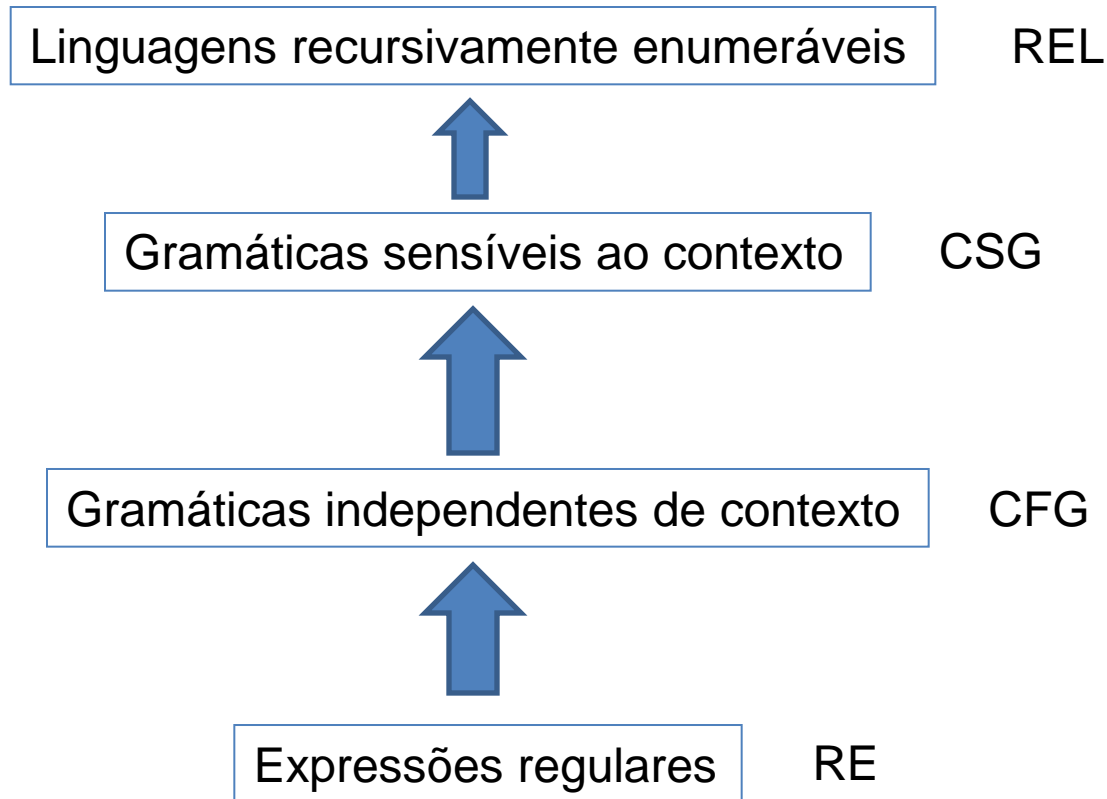 Linguagens recursivamente enumeráveis REL
Gramáticas sensíveis ao contexto CSG
Gramáticas independentes de contexto CFG
Expressões regulares RE